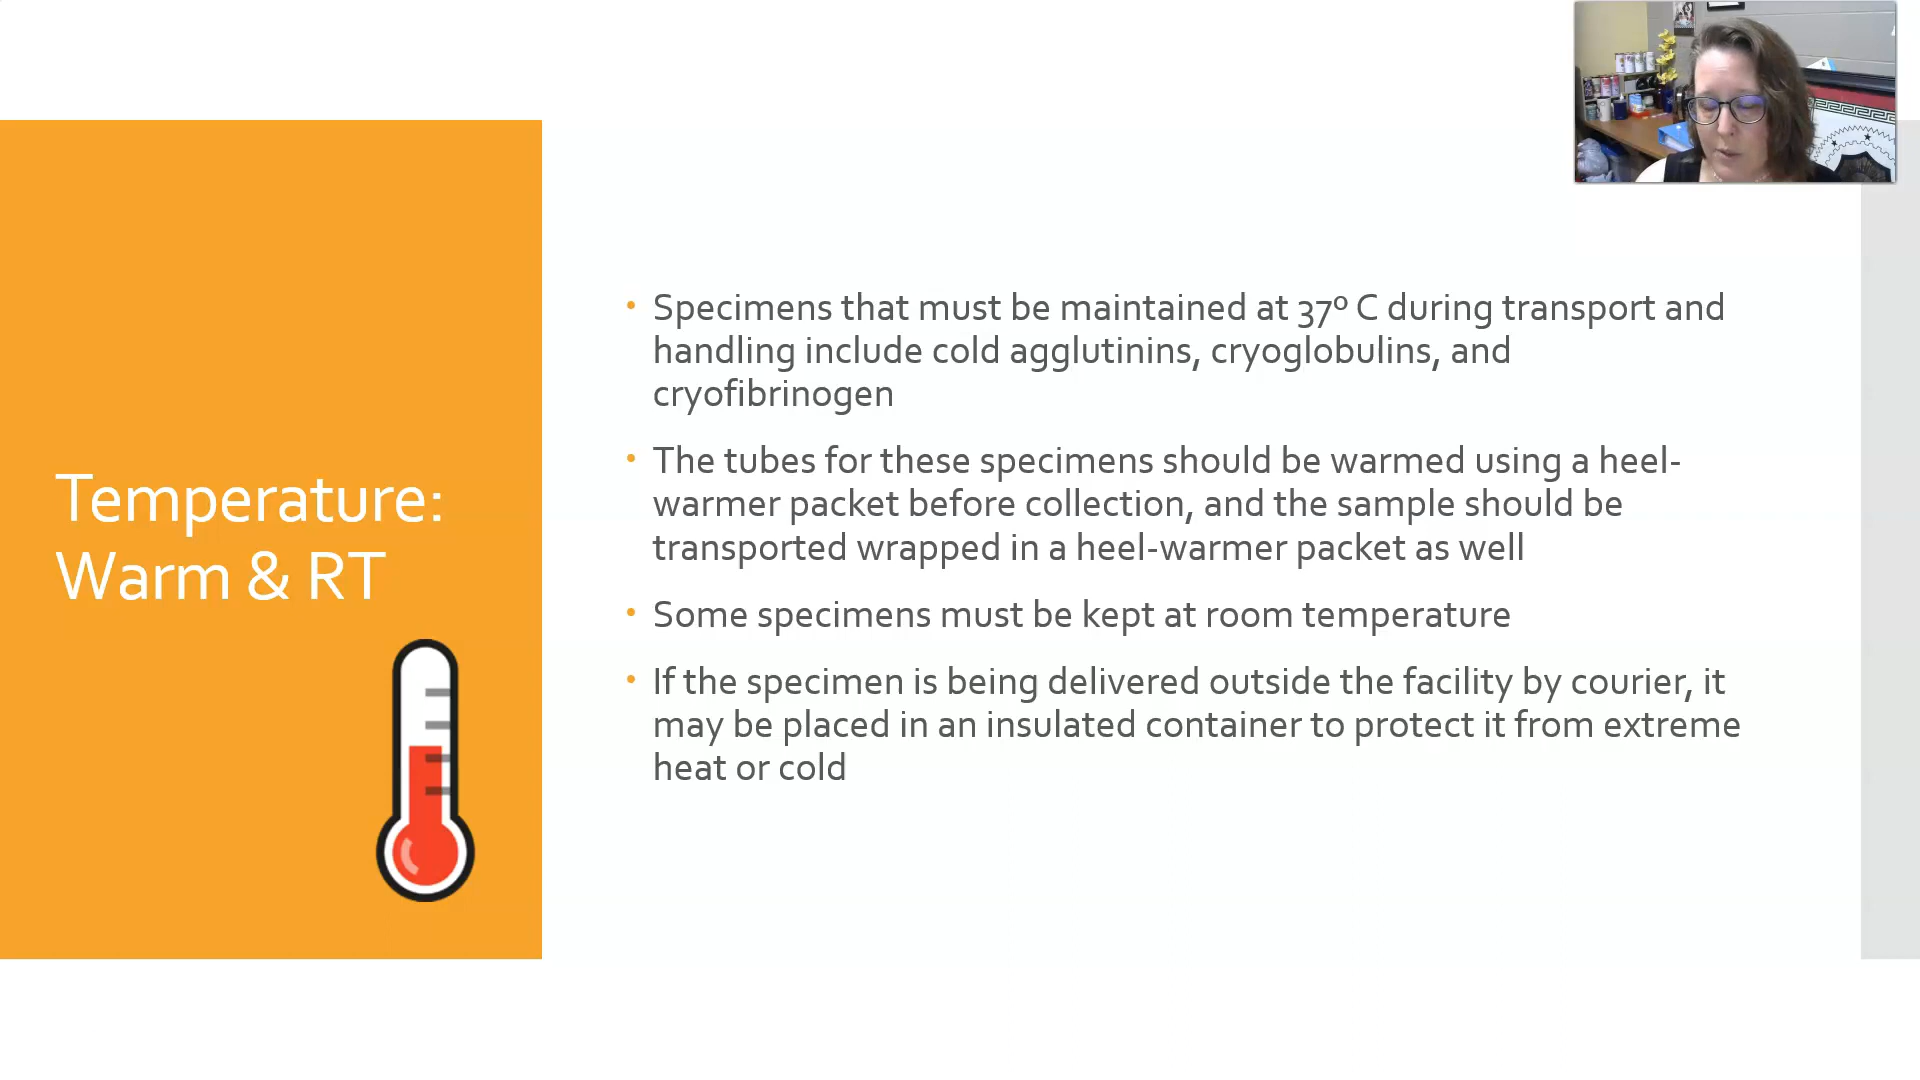 Temperature:
Warm & RT
• Specimens that must be maintained at 37º C during transport and
handling include cold agglutinins, cryoglobulins, and
cryofibrinogen
• The tubes for these specimens should be warmed using a heel-
warmer packet before collection, and the sample should be
transported wrapped in a heel-warmer packet as well
• Some specimens must be kept at room temperature
• If the specimen is being delivered outside the facility by courier, it
may be placed in an insulated container to protect it from extreme
heat or cold